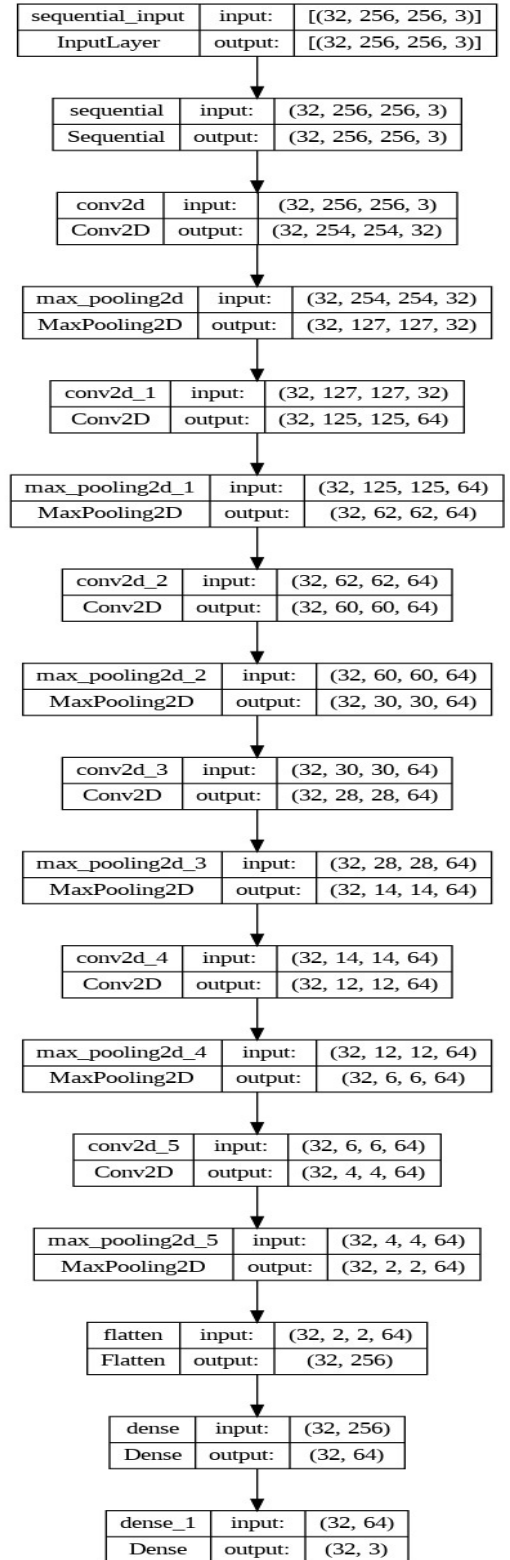 sequential_input input: [(32, 256, 256, 3)]
InputLayer output: [(32, 256, 256, 3)]
sequential input: (32, 256, 256, 3)
Sequential output: (32, 256, 256, 3)
conv2d input: (32, 256, 256, 3)
Conv2D output: (32, 254, 254, 32)
max_pooling2d input: (32, 254, 254, 32)
MaxPooling2D output: (32, 127, 127, 32)
conv2d_1 input: (32, 127, 127, 32)
Conv2D output: (32, 125, 125, 64)
max_pooling2d_1 input: (32, 125, 125, 64)
MaxPooling2D output: (32, 62, 62, 64)
conv2d_2 input: (32, 62, 62, 64)
Conv2D output: (32, 60, 60, 64)
max_pooling2d_2 input: (32, 60, 60, 64)
MaxPooling2D output: (32, 30, 30, 64)
conv2d_3 input: (32, 30, 30, 64)
Conv2D output: (32, 28, 28, 64)
max_pooling2d_3 input: (32, 28, 28, 64)
MaxPooling2D output: (32, 14, 14, 64)
conv2d_4 input: (32, 14, 14, 64)
Conv2D output: (32, 12, 12, 64)
max_pooling2d_4 input: (32, 12, 12, 64)
MaxPooling2D output: (32, 6, 6, 64)
conv2d_5 input: (32, 6, 6, 64)
Conv2D output: (32, 4, 4, 64)
max_pooling2d_5 input: (32, 4, 4, 64)
MaxPooling2D output: (32, 2, 2, 64)
flatten input: (32, 2, 2, 64)
Flatten output: (32, 256)
dense input: (32, 256)
Dense output: (32, 64)
dense_1 input: (32, 64)
Dense output: (32, 3)